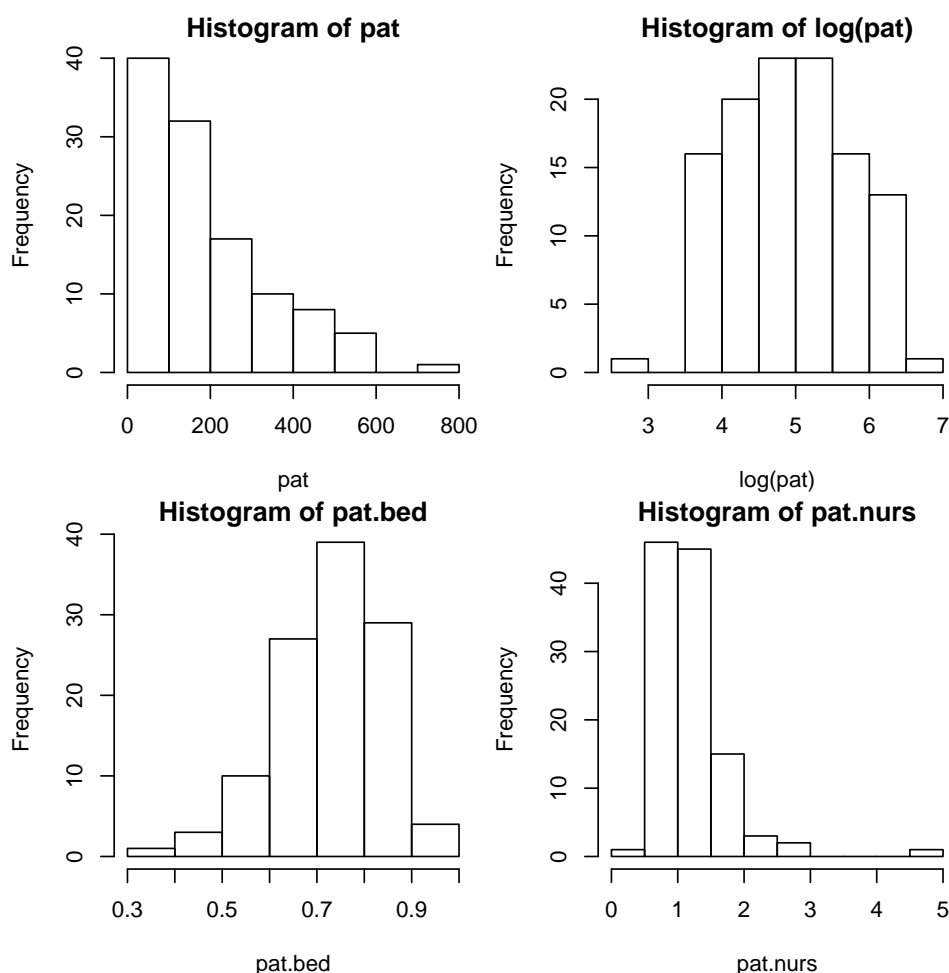 Histogram of pat
Frequency
40
30
20
10
0
0 200 400 600 800
pat
Histogram of log(pat)
Frequency
20
15
10
5
0
3 4 5 6 7
log(pat)
Histogram of pat.bed
Frequency
40
30
20
10
0
0.3 0.5 0.7 0.9
pat.bed
Histogram of pat.nurs
Frequency
40
30
20
10
0
0 1 2 3 4 5
pat.nurs